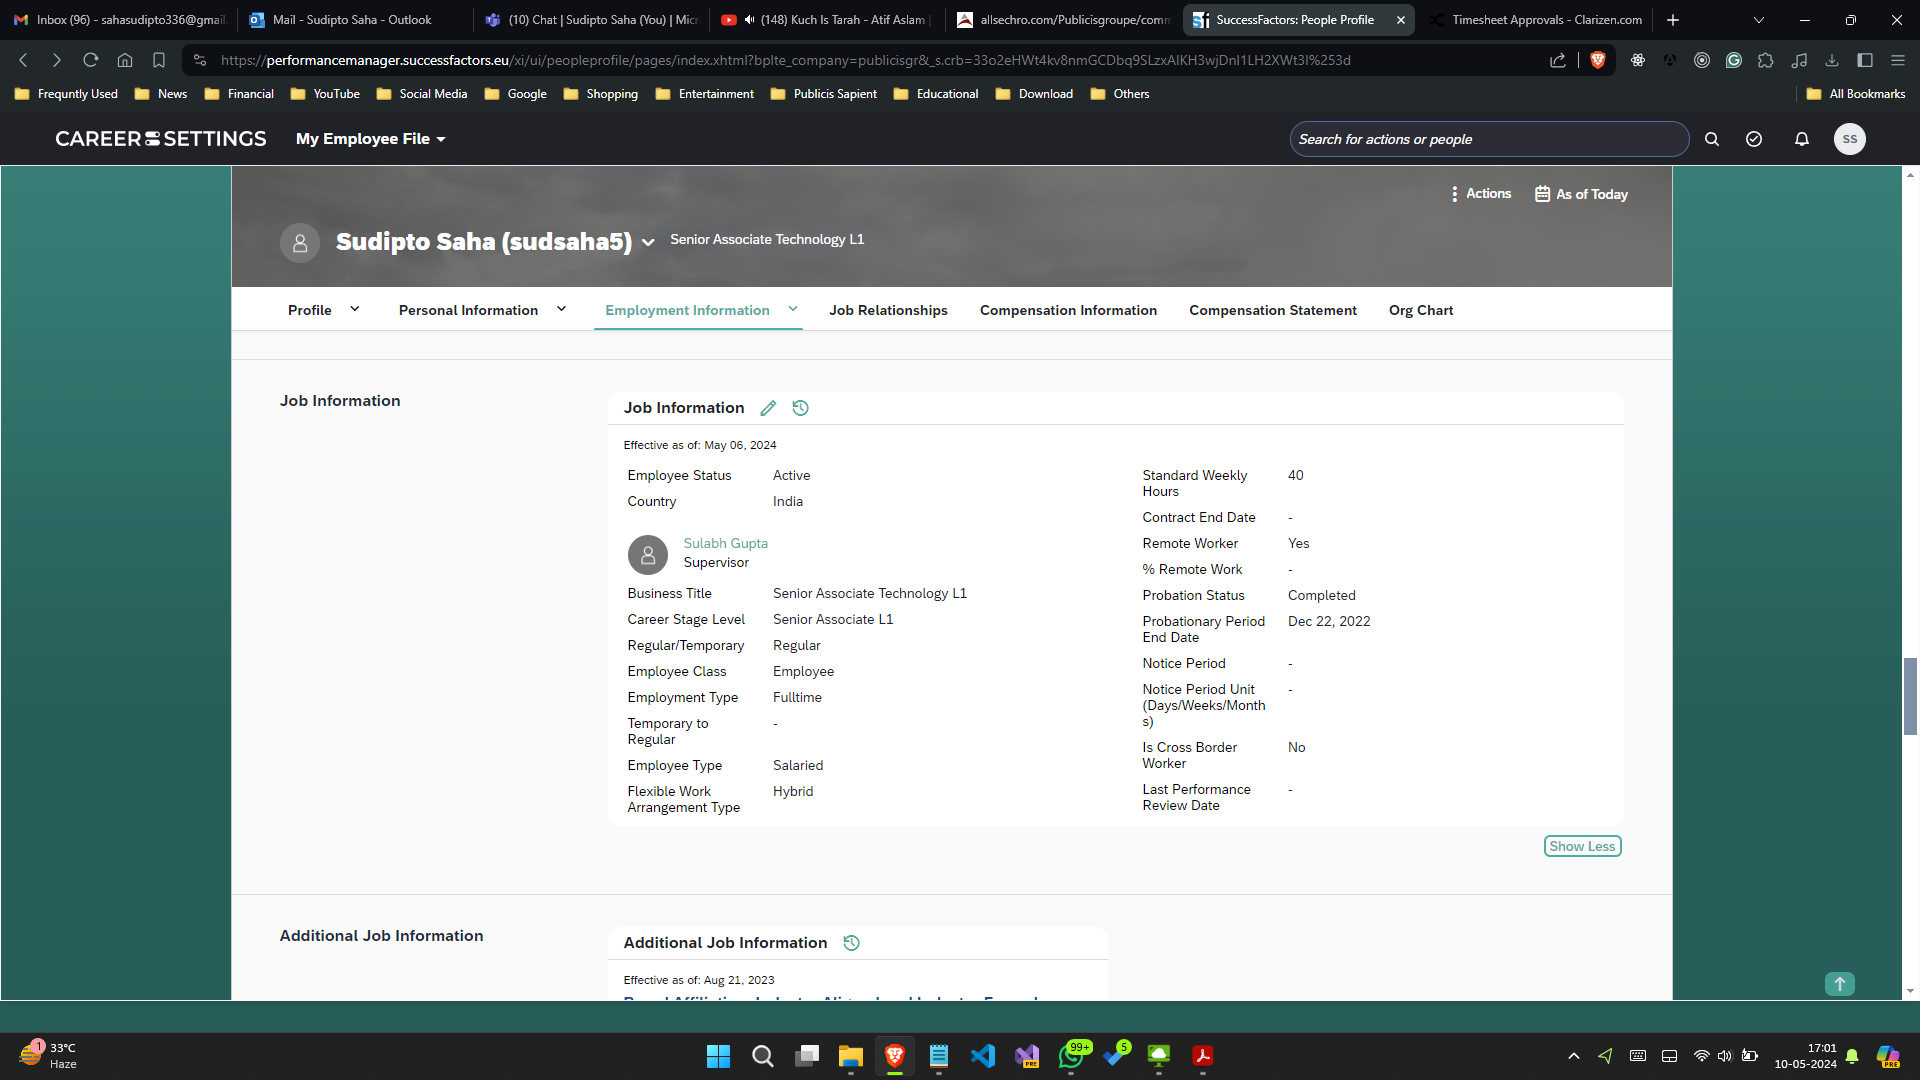 Inbox (96) - sahasudipto336@gmail.
Mail - Sudipto Saha - Outlook
(10) Chat | Sudipto Saha (You) | Micr
(148) Kuch Is Tarah - Atif Aslam |
allsechro.com/Publicisgroupe/comm
SuccessFactors: People Profile
Timesheet Approvals - Clarizen.com
https://performancemanager.successfactors.eu/xi/ui/peopleprofile/pages/index.xhtml?bplte_company=publicisgr&_s.crb=33o2eHWt4kv8nmGCDbq9SLzxAIKH3wjDnI1LH2XWt3I%253d
Frequntly Used
News
Financial
YouTube
Social Media
Google
Shopping
Entertainment
Publicis Sapient
Educational
Download
Others
All Bookmarks
CAREER SETTINGS
My Employee File
Search for actions or people
SS
Actions
As of Today
Sudipto Saha (sudsaha5)
Senior Associate Technology L1
Profile
Personal Information
Employment Information
Job Relationships
Compensation Information
Compensation Statement
Org Chart
Job Information
Job Information
Effective as of: May 06, 2024
Employee Status Active
Country India
Sulabh Gupta
Supervisor
Business Title Senior Associate Technology L1
Career Stage Level Senior Associate L1
Regular/Temporary Regular
Employee Class Employee
Employment Type Fulltime
Temporary to -
Regular
Employee Type Salaried
Flexible Work Hybrid
Arrangement Type
Standard Weekly 40
Hours
Contract End Date -
Remote Worker Yes
% Remote Work -
Probation Status Completed
Probationary Period Dec 22, 2022
End Date
Notice Period -
Notice Period Unit -
(Days/Weeks/Month
s)
Is Cross Border No
Worker
Last Performance -
Review Date
Show Less
Additional Job Information
Additional Job Information
Effective as of: Aug 21, 2023
1
33°C
Haze
PRE
99+
5
17:01
10-05-2024
PRE